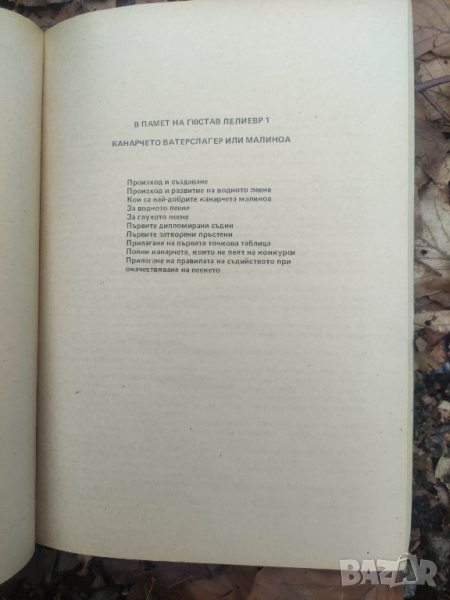 В ПАМЕТ НА ГЮСТАВ ЛЕЛИЕВР 1
КАНАРЧЕТО ВАТЕРСЛАГЕР ИЛИ МАЛИНОА
Произход и създаване
Произход и развитие на водното пеене
Кои са най-добрите канарчета малиноа
За водното пеене
За глухото пеене
Първите дипломирани съдии
Първите затворени пръстени
Прилагане на първата точкова таблица
Пойни канарчета, които не пеят на конкурси
Прилагане на правилата на съдийството при
окачествяване на пеенето
BAZAR